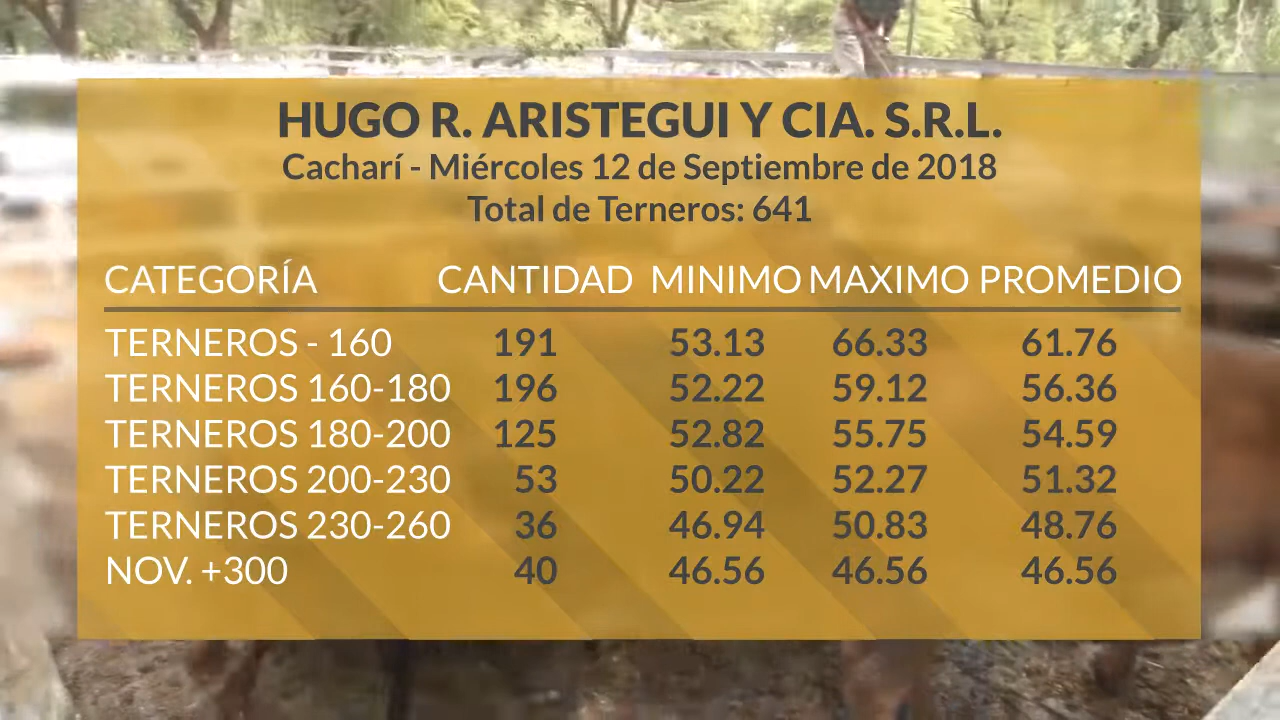 HUGO R. ARISTEGUI Y CIA. S.R.L.
Cacharí - Miércoles 12 de Septiembre de 2018
Total de Terneros: 641
CATEGORÍA CANTIDAD MINIMO MAXIMO PROMEDIO
TERNEROS - 160 191 53.13 66.33 61.76
TERNEROS 160-180 196 52.22 59.12 56.36
TERNEROS 180-200 125 52.82 55.75 54.59
TERNEROS 200-230 53 50.22 52.27 51.32
TERNEROS 230-260 36 46.94 50.83 48.76
NOV. +300 40 46.56 46.56 46.56